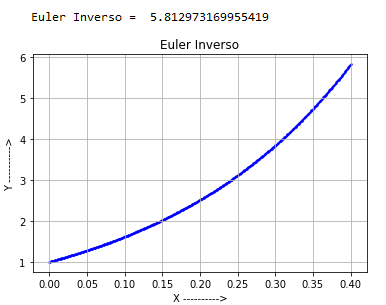 Euler Inverso =  5.812973169955419
Euler Inverso
6
5
4
3
2
1
Y ---------->
0.00 0.05 0.10 0.15 0.20 0.25 0.30 0.35 0.40
X ---------->